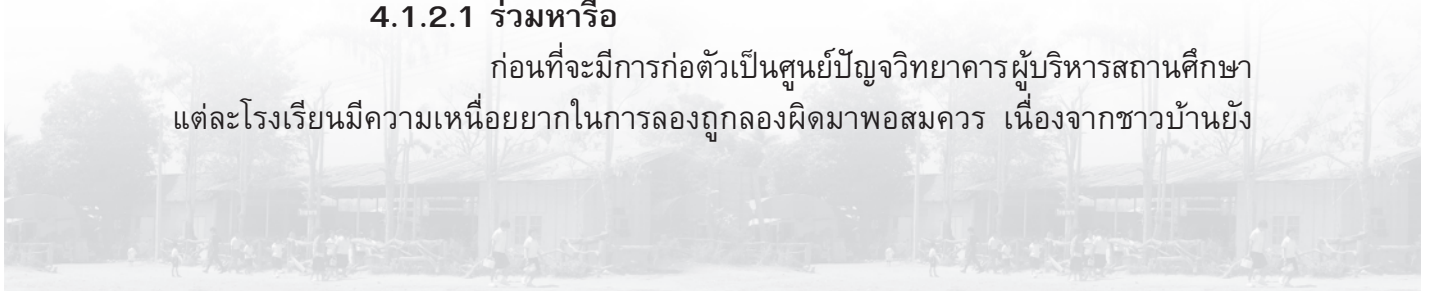 4.1.2.1 ร่วมหารือ
ก่อนที่จะมีการก่อตัวเป็นศูนย์ปัญจวิทยาคารผู้บริหารสถานศึกษา
แต่ละโรงเรียนมีความเหนื่อยยากในการลองถูกลองผิดมาพอสมควร เนื่องจากชาวบ้านยัง